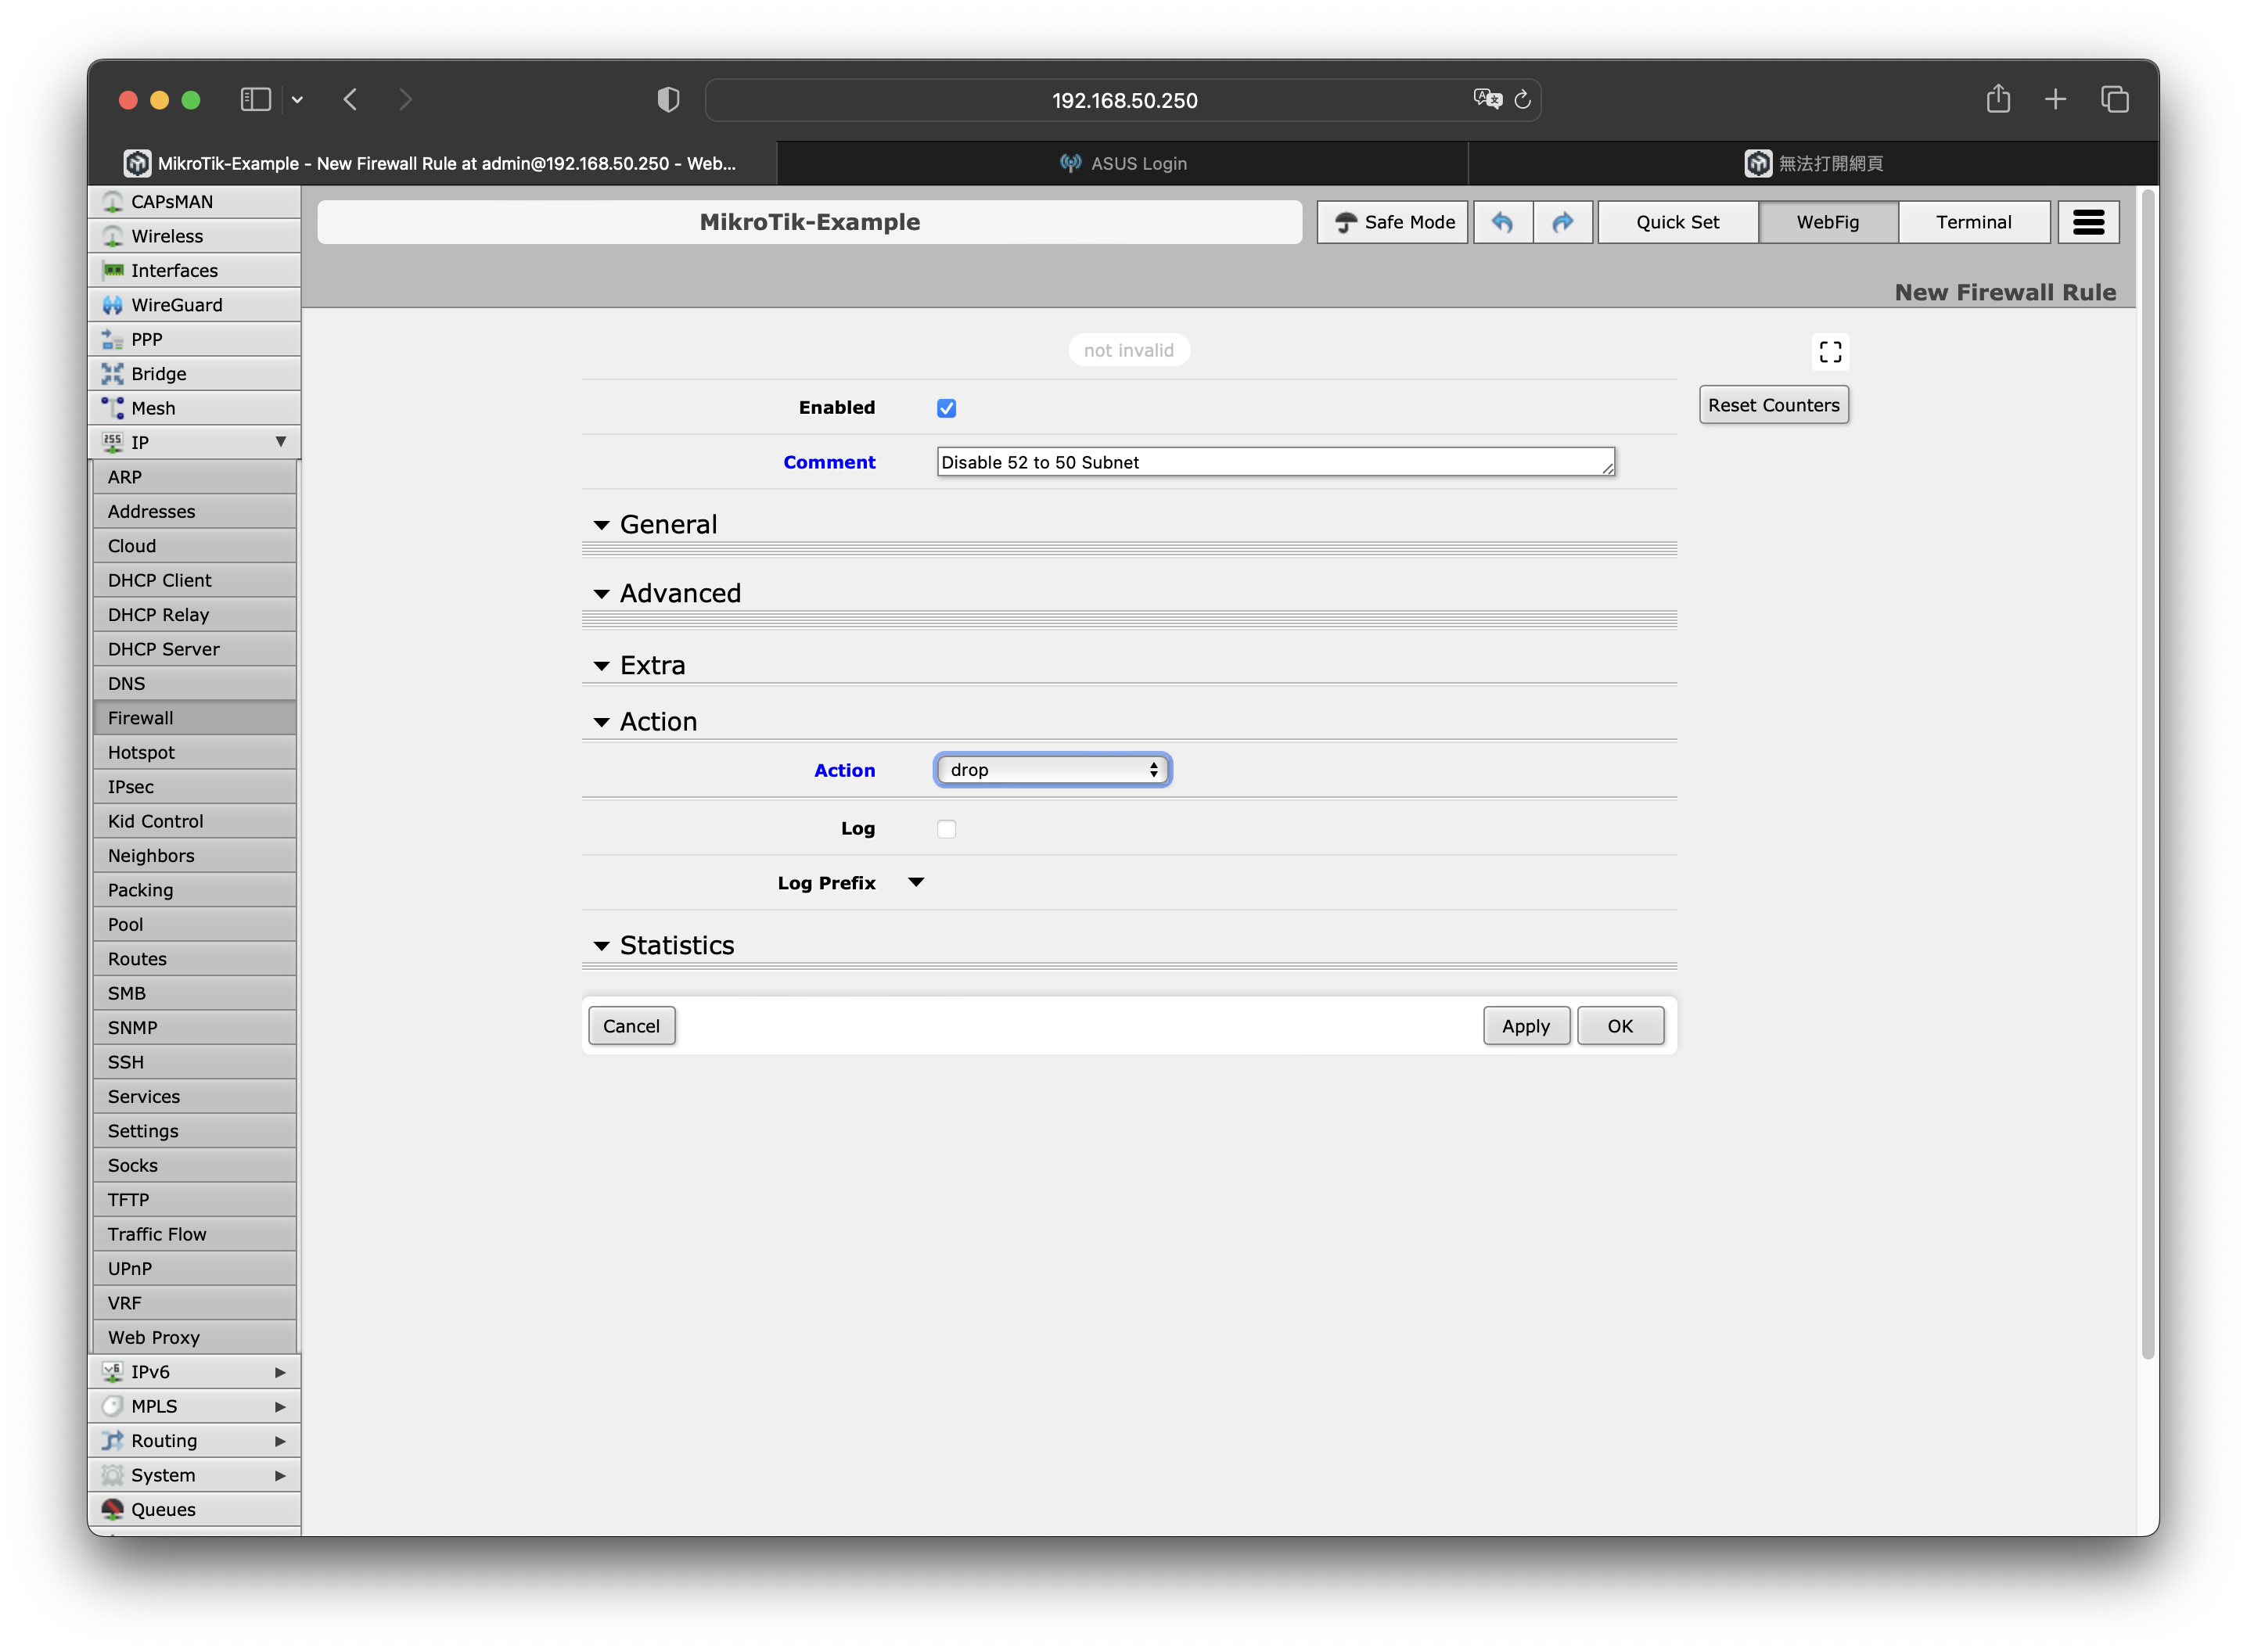 192.168.50.250
MikroTik-Example - New Firewall Rule at admin@192.168.50.250 - Web...
ASUS Login
無法打開網頁
CAPsMAN
Wireless
Interfaces
WireGuard
PPP
Bridge
Mesh
IP
ARP
Addresses
Cloud
DHCP Client
DHCP Relay
DHCP Server
DNS
Firewall
Hotspot
IPsec
Kid Control
Neighbors
Packing
Pool
Routes
SMB
SNMP
SSH
Services
Settings
Socks
TFTP
Traffic Flow
UPnP
VRF
Web Proxy
IPv6
MPLS
Routing
System
Queues
MikroTik-Example
Safe Mode
Quick Set
WebFig
Terminal
New Firewall Rule
not invalid
Reset Counters
Enabled
Comment Disable 52 to 50 Subnet
General
Advanced
Extra
Action
Action drop
Log
Log Prefix
Statistics
Cancel
Apply
OK